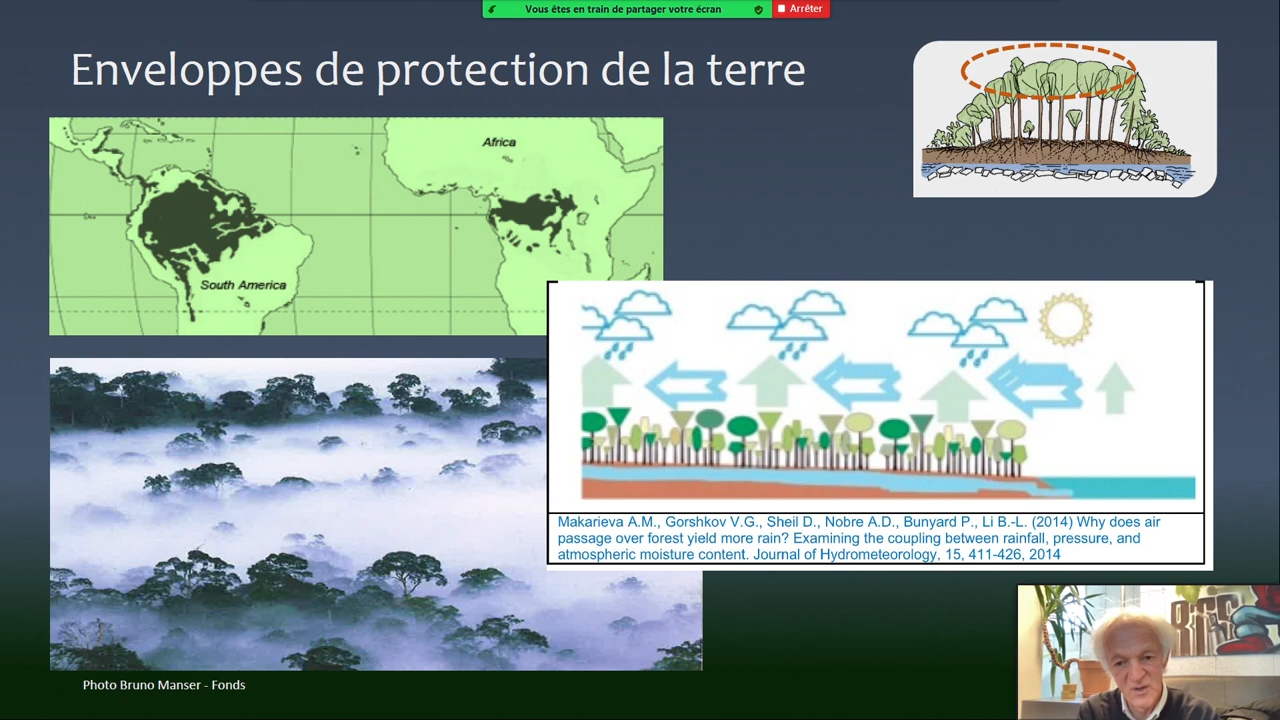 Vous êtes en train de partager votre écran
Arrêter
Enveloppes de protection de la terre
Africa
South America
Makarieva A.M., Gorshkov V.G., Sheil D., Nobre A.D., Bunyard P., Li B.-L. (2014) Why does air
passage over forest yield more rain? Examining the coupling between rainfall, pressure, and
atmospheric moisture content. Journal of Hydrometeorology, 15, 411-426, 2014
Photo Bruno Manser - Fonds